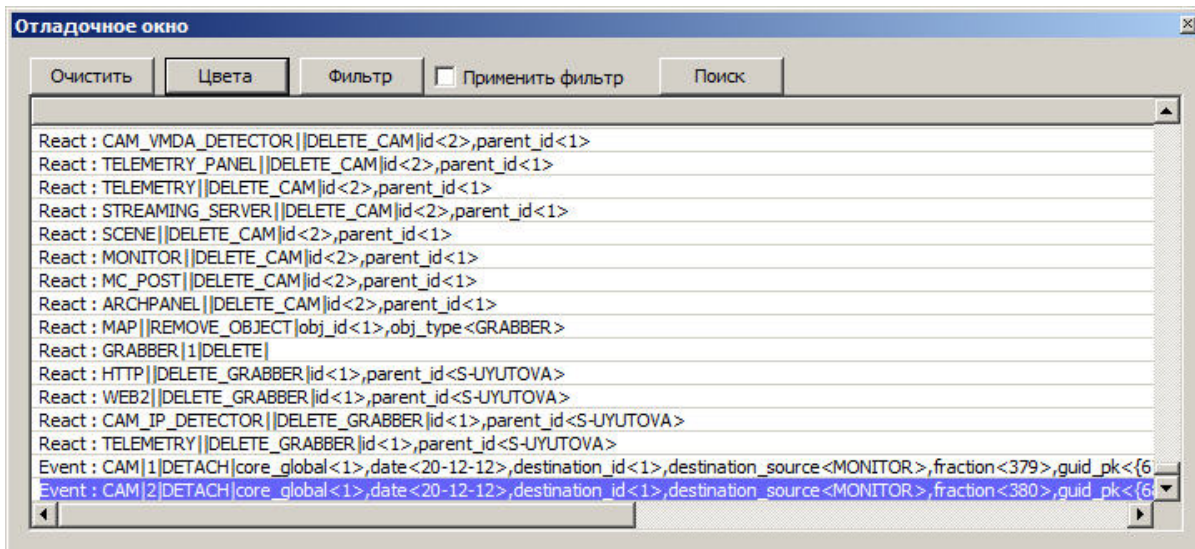 Отладочное окно
Очистить Цвета Фильтр Применить фильтр Поиск
React : CAM_VMDA_DETECTOR||DELETE_CAM|id<2>,parent_id<1>
React : TELEMETRY_PANEL||DELETE_CAM|id<2>,parent_id<1>
React : TELEMETRY||DELETE_CAM|id<2>,parent_id<1>
React : STREAMING_SERVER||DELETE_CAM|id<2>,parent_id<1>
React : SCENE||DELETE_CAM|id<2>,parent_id<1>
React : MONITOR||DELETE_CAM|id<2>,parent_id<1>
React : MC_POST||DELETE_CAM|id<2>,parent_id<1>
React : ARCHPANEL||DELETE_CAM|id<2>,parent_id<1>
React : MAP||REMOVE_OBJECT|obj_id<1>,obj_type<GRABBER>
React : GRABBER|1|DELETE|
React : HTTP||DELETE_GRABBER|id<1>,parent_id<S-UYUTOVA>
React : WEB2||DELETE_GRABBER|id<1>,parent_id<S-UYUTOVA>
React : CAM_IP_DETECTOR||DELETE_GRABBER|id<1>,parent_id<S-UYUTOVA>
React : TELEMETRY||DELETE_GRABBER|id<1>,parent_id<S-UYUTOVA>
Event : CAM|1|DETACH|core_global<1>,date<20-12-12>,destination_id<1>,destination_source<MONITOR>,fraction<379>,guid_pk<{6
Event : CAM|2|DETACH|core_global<1>,date<20-12-12>,destination_id<1>,destination_source<MONITOR>,fraction<380>,guid_pk<{6